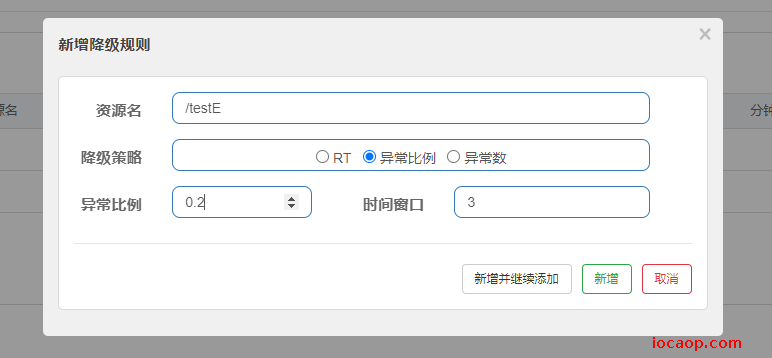 新增降级规则
×
源名
分钟
资源名 /testE
降级策略 RT 异常比例 异常数
异常比例 0.2 时间窗口 3
新增并继续添加 新增 取消
iocaop.com